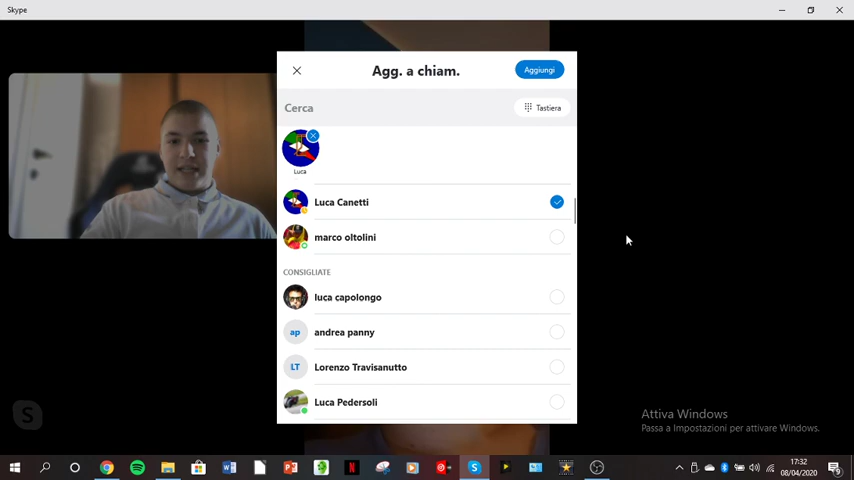 Skype
Agg. a chiam.
Aggiungi
Cerca
Tastiera
Luca
Luca Canetti
marco oltolini
CONSIGLIATE
luca capolongo
ap
andrea panny
LT
Lorenzo Travisanutto
Luca Pedersoli
S
Attiva Windows
Passa a Impostazioni per attivare Windows.
17:32
08/04/2020